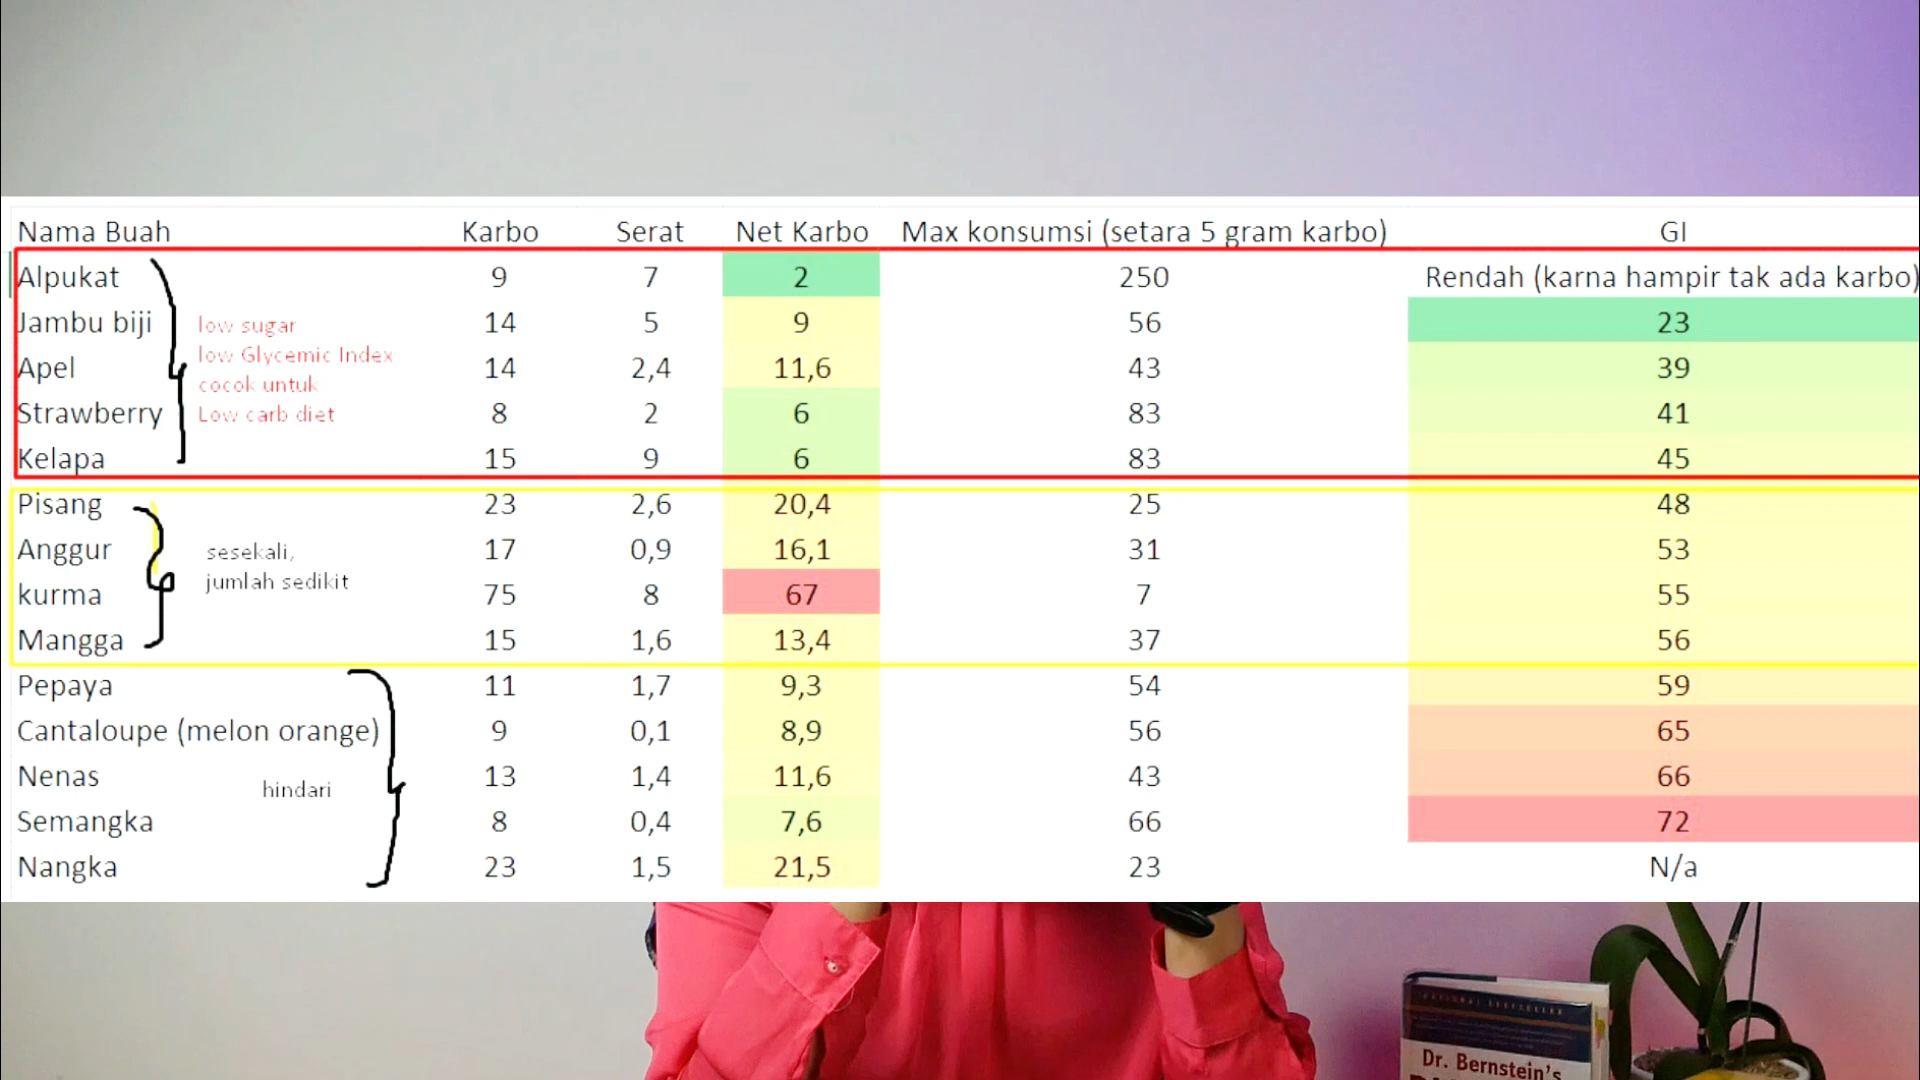 Nama Buah Karbo Serat Net Karbo Max konsumsi (setara 5 gram karbo) GI
Alpukat 9 7 2 250 Rendah (karna hampir tak ada karbo)
Jambu biji 14 5 9 56 23
low sugar
low Glycemic Index
cocok untuk
Low carb diet
Apel 14 2,4 11,6 43 39
Strawberry 8 2 6 83 41
Kelapa 15 9 6 83 45
Pisang 23 2,6 20,4 25 48
Anggur 17 0,9 16,1 31 53
sesekali,
jumlah sedikit
kurma 75 8 67 7 55
Mangga 15 1,6 13,4 37 56
Pepaya 11 1,7 9,3 54 59
Cantaloupe (melon orange) 9 0,1 8,9 56 65
Nenas 13 1,4 11,6 43 66
hindari
Semangka 8 0,4 7,6 66 72
Nangka 23 1,5 21,5 23 N/a
NATIONAL BESTSELLER
Dr. Bernstein's